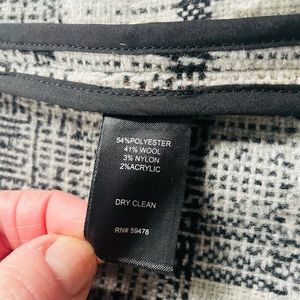 54%POLYESTER
41% WOOL
3% NYLON
2%ACRYLIC
DRY CLEAN
RN# 59478